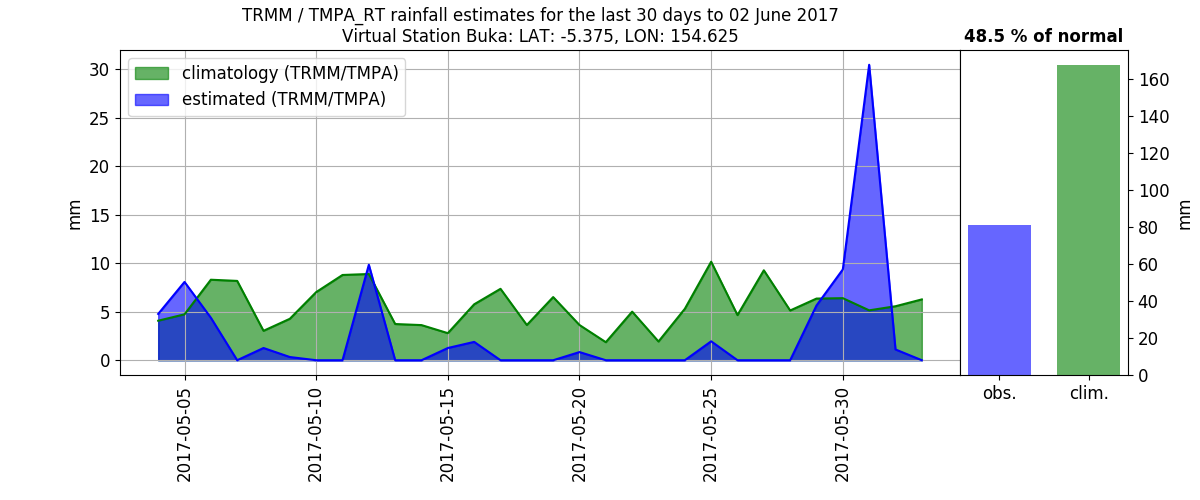 TRMM / TMPA_RT rainfall estimates for the last 30 days to 02 June 2017
Virtual Station Buka: LAT: -5.375, LON: 154.625
48.5 % of normal
climatology (TRMM/TMPA)
estimated (TRMM/TMPA)
30
25
20
15
10
5
0
mm
2017-05-05
2017-05-10
2017-05-15
2017-05-20
2017-05-25
2017-05-30
160
140
120
100
80
60
40
20
0
mm
obs.
clim.